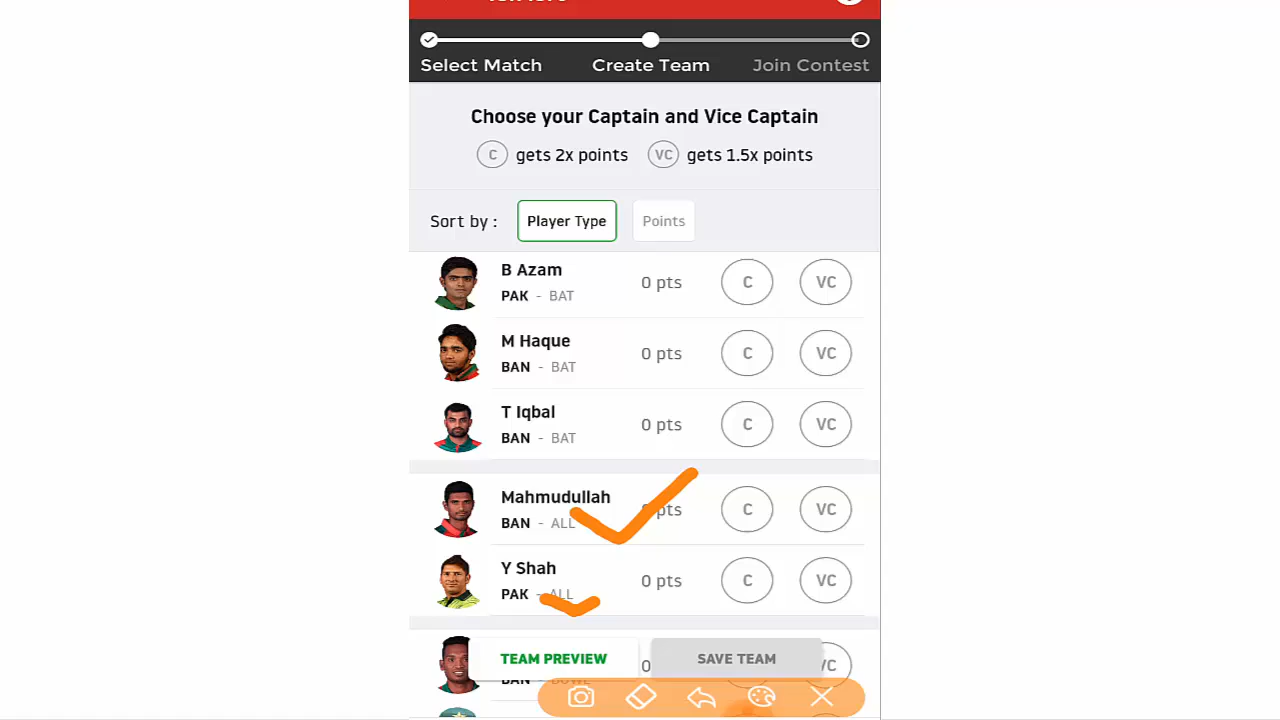 Select Match Create Team Join Contest
Choose your Captain and Vice Captain
C gets 2x points VC gets 1.5x points
Sort by : Player Type Points
B Azam
PAK - BAT
0 pts C VC
M Haque
BAN - BAT
0 pts C VC
T Iqbal
BAN - BAT
0 pts C VC
Mahmudullah
BAN - ALL
pts C VC
Y Shah
PAK - ALL
0 pts C VC
TEAM PREVIEW SAVE TEAM
BAN